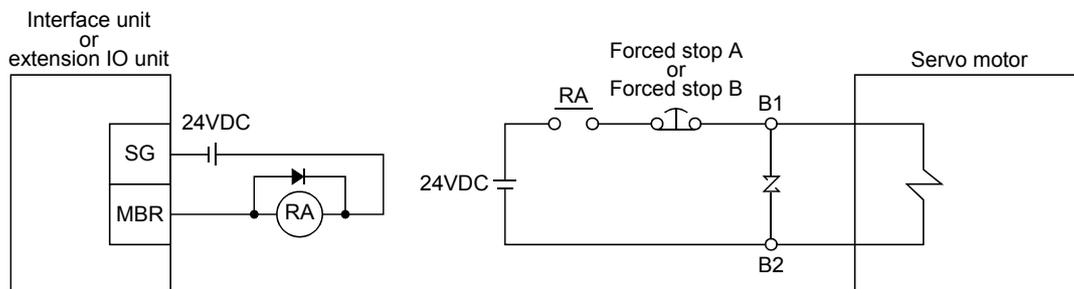 Interface unit
or
extension IO unit
24VDC
SG
MBR
RA
Forced stop A
or
Forced stop B
RA
B1
24VDC
B2
Servo motor